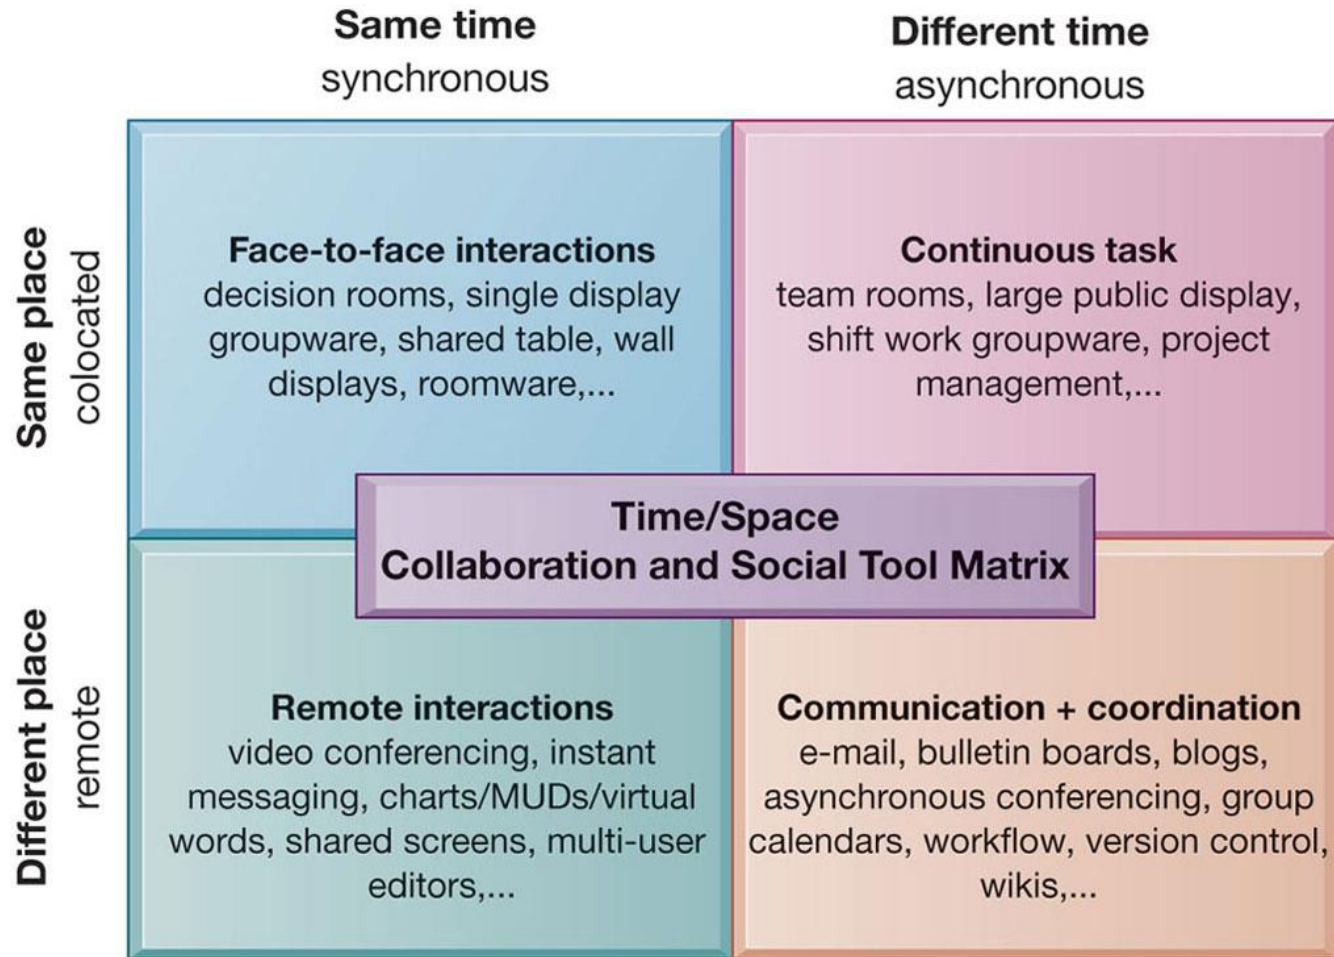 Same time
synchronous
Different time
asynchronous
Same place
colocated
Face-to-face interactions
decision rooms, single display
groupware, shared table, wall
displays, roomware,...
Continuous task
team rooms, large public display,
shift work groupware, project
management,...
Time/Space
Collaboration and Social Tool Matrix
Different place
remote
Remote interactions
video conferencing, instant
messaging, charts/MUDs/virtual
words, shared screens, multi-user
editors,...
Communication + coordination
e-mail, bulletin boards, blogs,
asynchronous conferencing, group
calendars, workflow, version control,
wikis,...